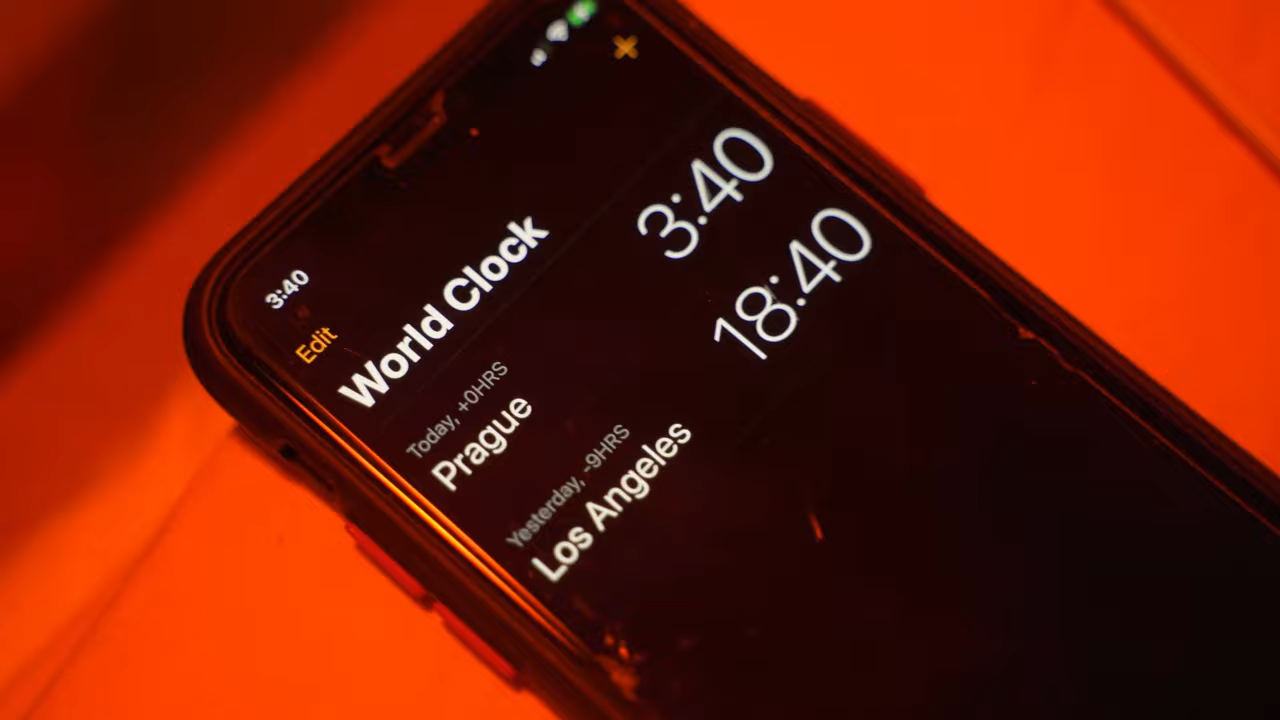 3:40
Edit
World Clock
Today, +0HRS
Prague
3:40
Yesterday, -9HRS
Los Angeles
18:40